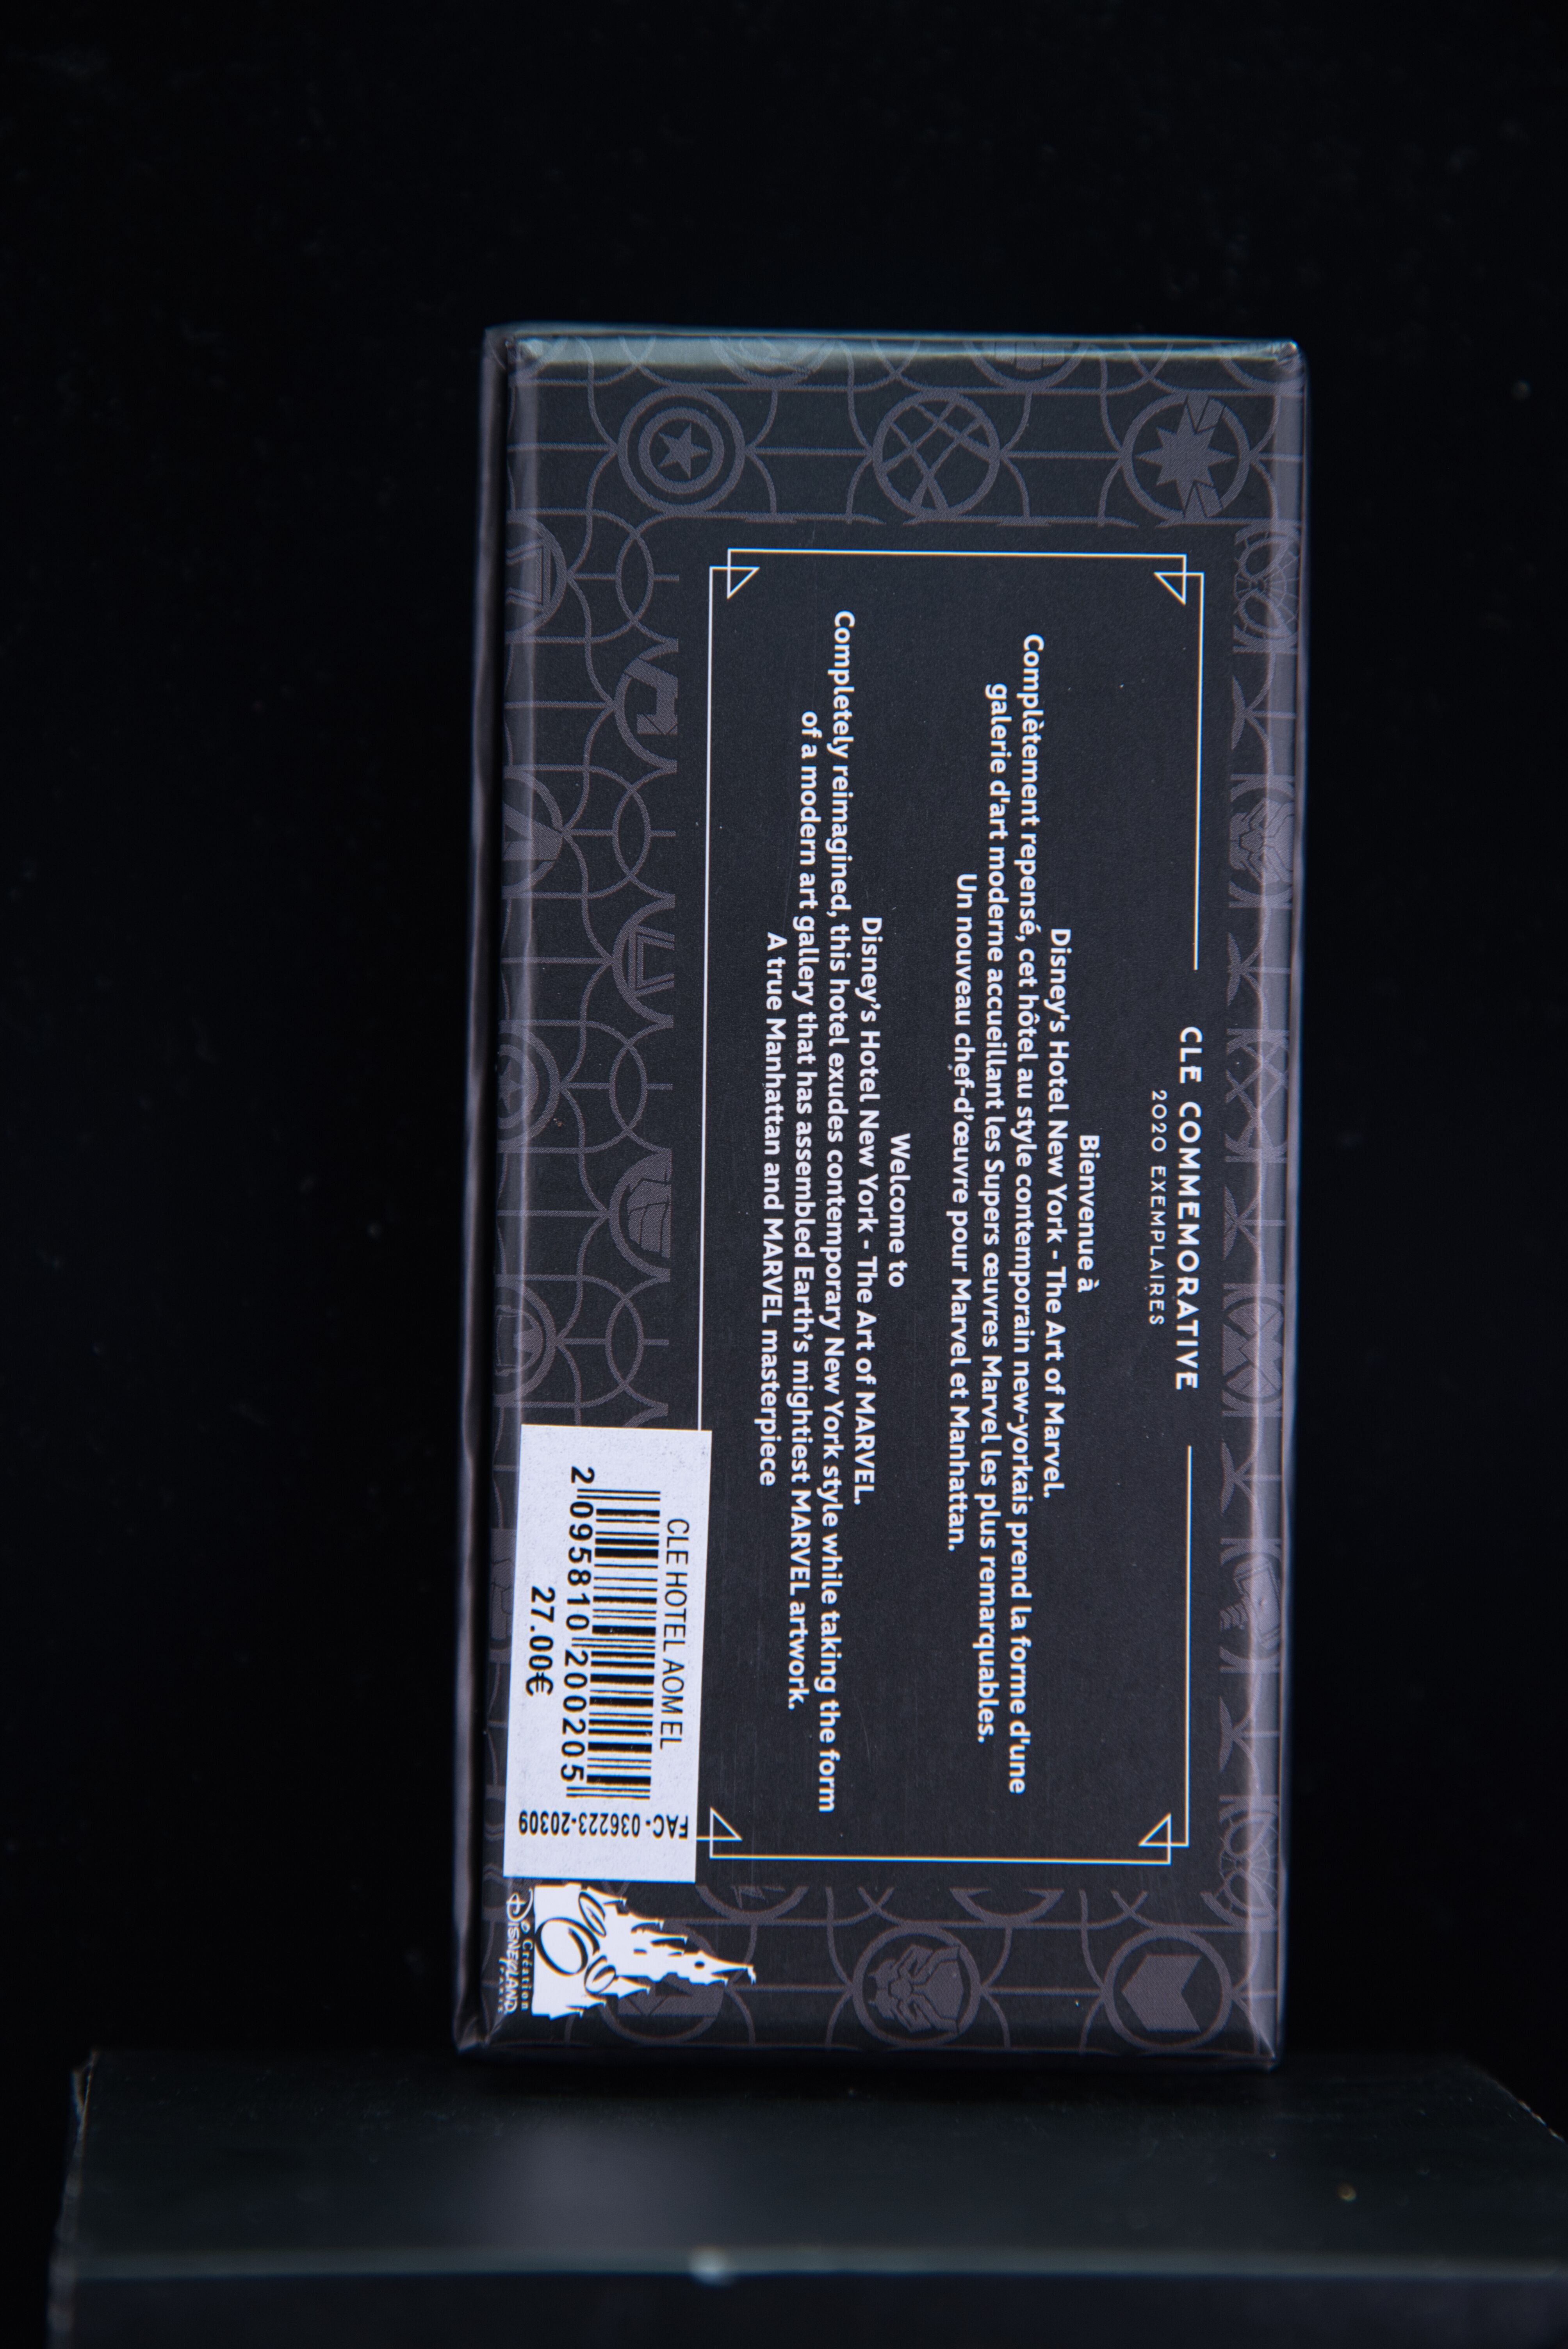 CLE COMMEMORATIVE
2020 EXEMPLAIRES
Bienvenue à
Disney's Hotel New York - The Art of Marvel.
Complètement repensé, cet hôtel au style contemporain new-yorkais prend la forme d'une
galerie d'art moderne accueillant les Supers œuvres Marvel les plus remarquables.
Un nouveau chef-d'œuvre pour Marvel et Manhattan.
Welcome to
Disney's Hotel New York - The Art of MARVEL.
Completely reimagined, this hotel exudes contemporary New York style while taking the form
of a modern art gallery that has assembled Earth's mightiest MARVEL artwork.
A true Manhattan and MARVEL masterpiece
CLE HOTEL AOM EL
2 095810 200205
27.00€
FAC- 036223-20309
© Création
DISNEYLAND
PARIS